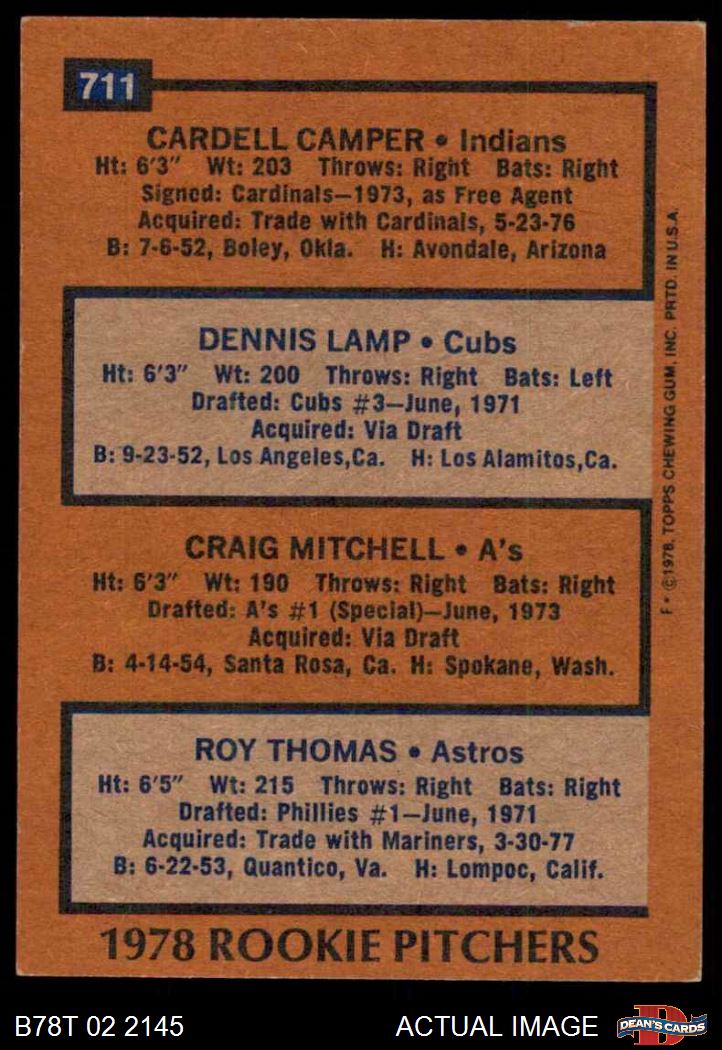 711
CARDELL CAMPER • Indians
Ht: 6'3" Wt: 203 Throws: Right Bats: Right
Signed: Cardinals—1973, as Free Agent
Acquired: Trade with Cardinals, 5-23-76
B: 7-6-52, Boley, Okla. H: Avondale, Arizona
DENNIS LAMP • Cubs
Ht: 6'3" Wt: 200 Throws: Right Bats: Left
Drafted: Cubs #3—June, 1971
Acquired: Via Draft
B: 9-23-52, Los Angeles,Ca. H: Los Alamitos,Ca.
CRAIG MITCHELL • A's
Ht: 6'3" Wt: 190 Throws: Right Bats: Right
Drafted: A's #1 (Special)—June, 1973
Acquired: Via Draft
B: 4-14-54, Santa Rosa, Ca. H: Spokane, Wash.
ROY THOMAS • Astros
Ht: 6'5" Wt: 215 Throws: Right Bats: Right
Drafted: Phillies #1—June, 1971
Acquired: Trade with Mariners, 3-30-77
B: 6-22-53, Quantico, Va. H: Lompoc, Calif.
1978 ROOKIE PITCHERS
F• ©1978, TOPPS CHEWING GUM, INC. PRTD. IN U.S.A.
B78T 02 2145
ACTUAL IMAGE
D
DEAN'S CARDS